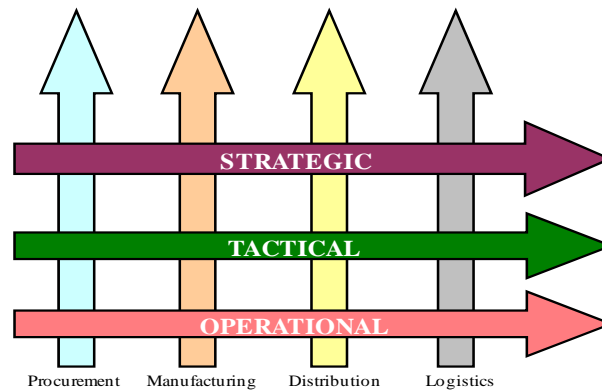 STRATEGIC
TACTICAL
OPERATIONAL
Procurement Manufacturing Distribution Logistics